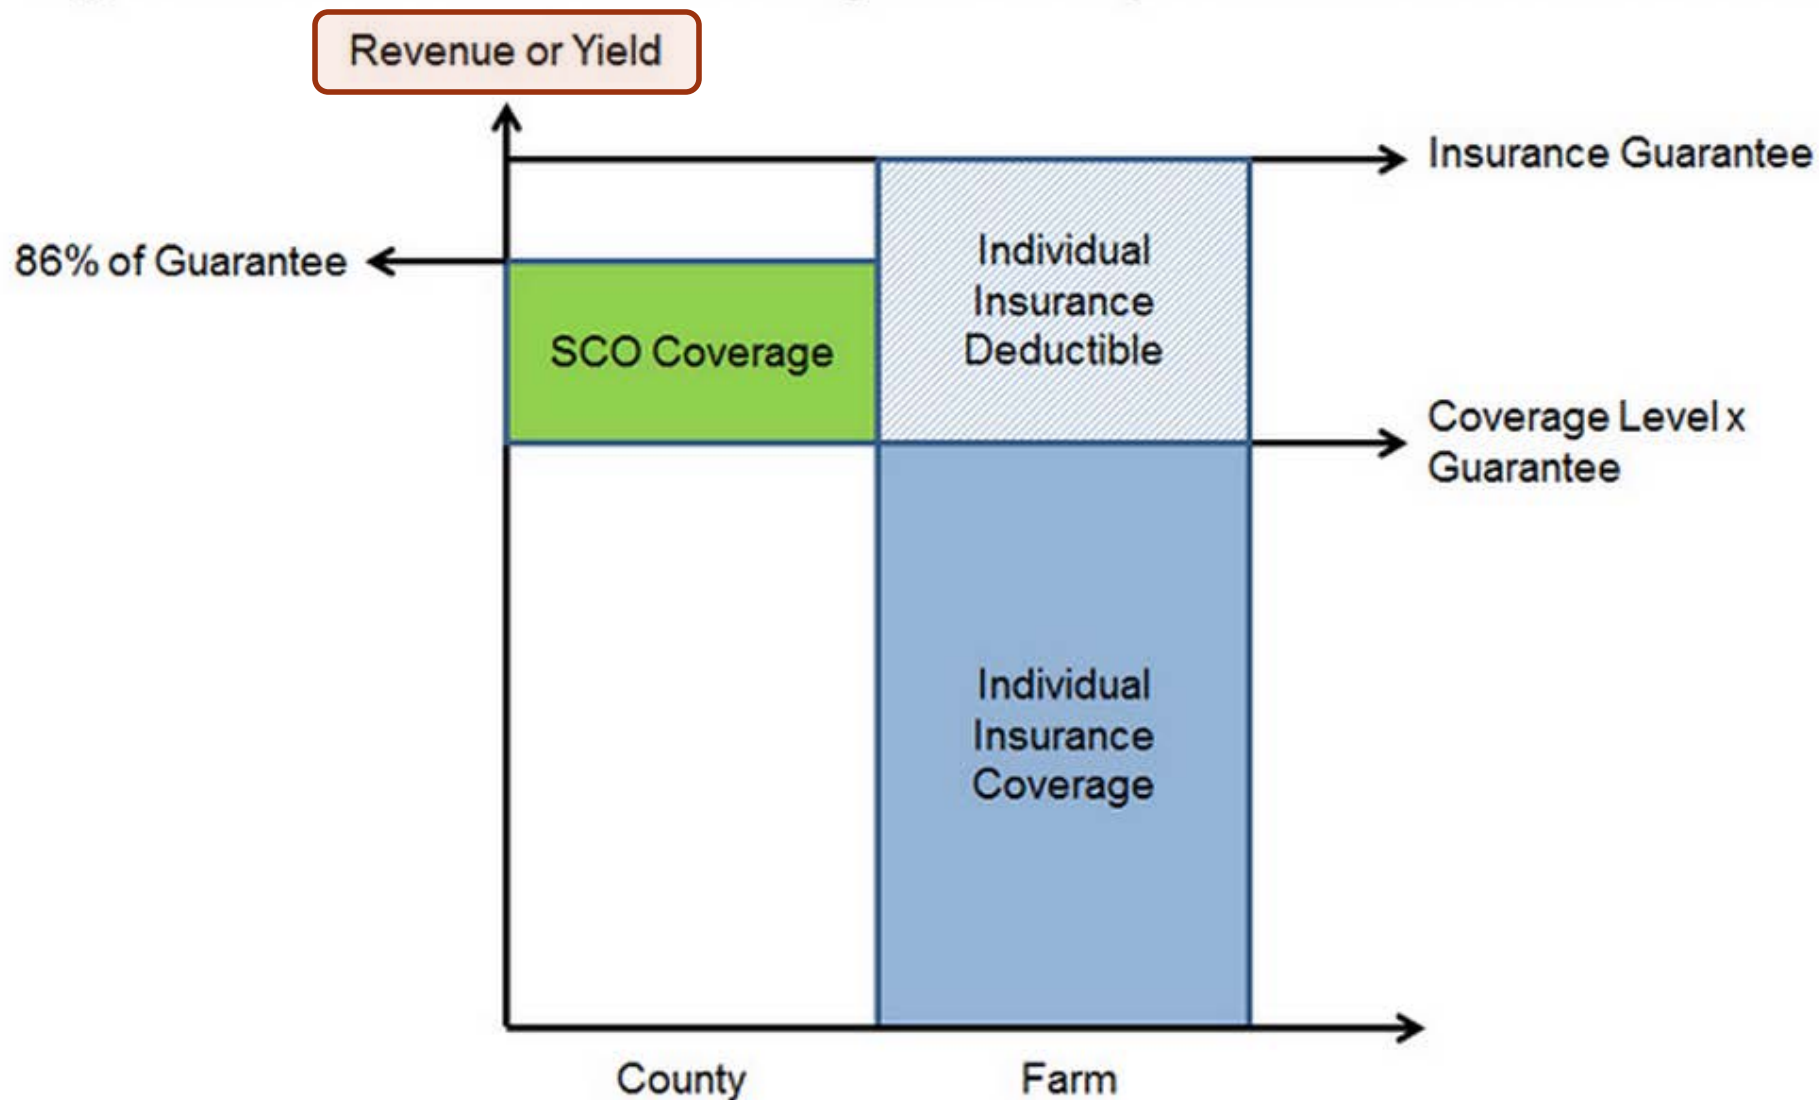 Revenue or Yield
Insurance Guarantee
86% of Guarantee
Individual
Insurance
Deductible
SCO Coverage
Coverage Level x
Guarantee
Individual
Insurance
Coverage
County
Farm